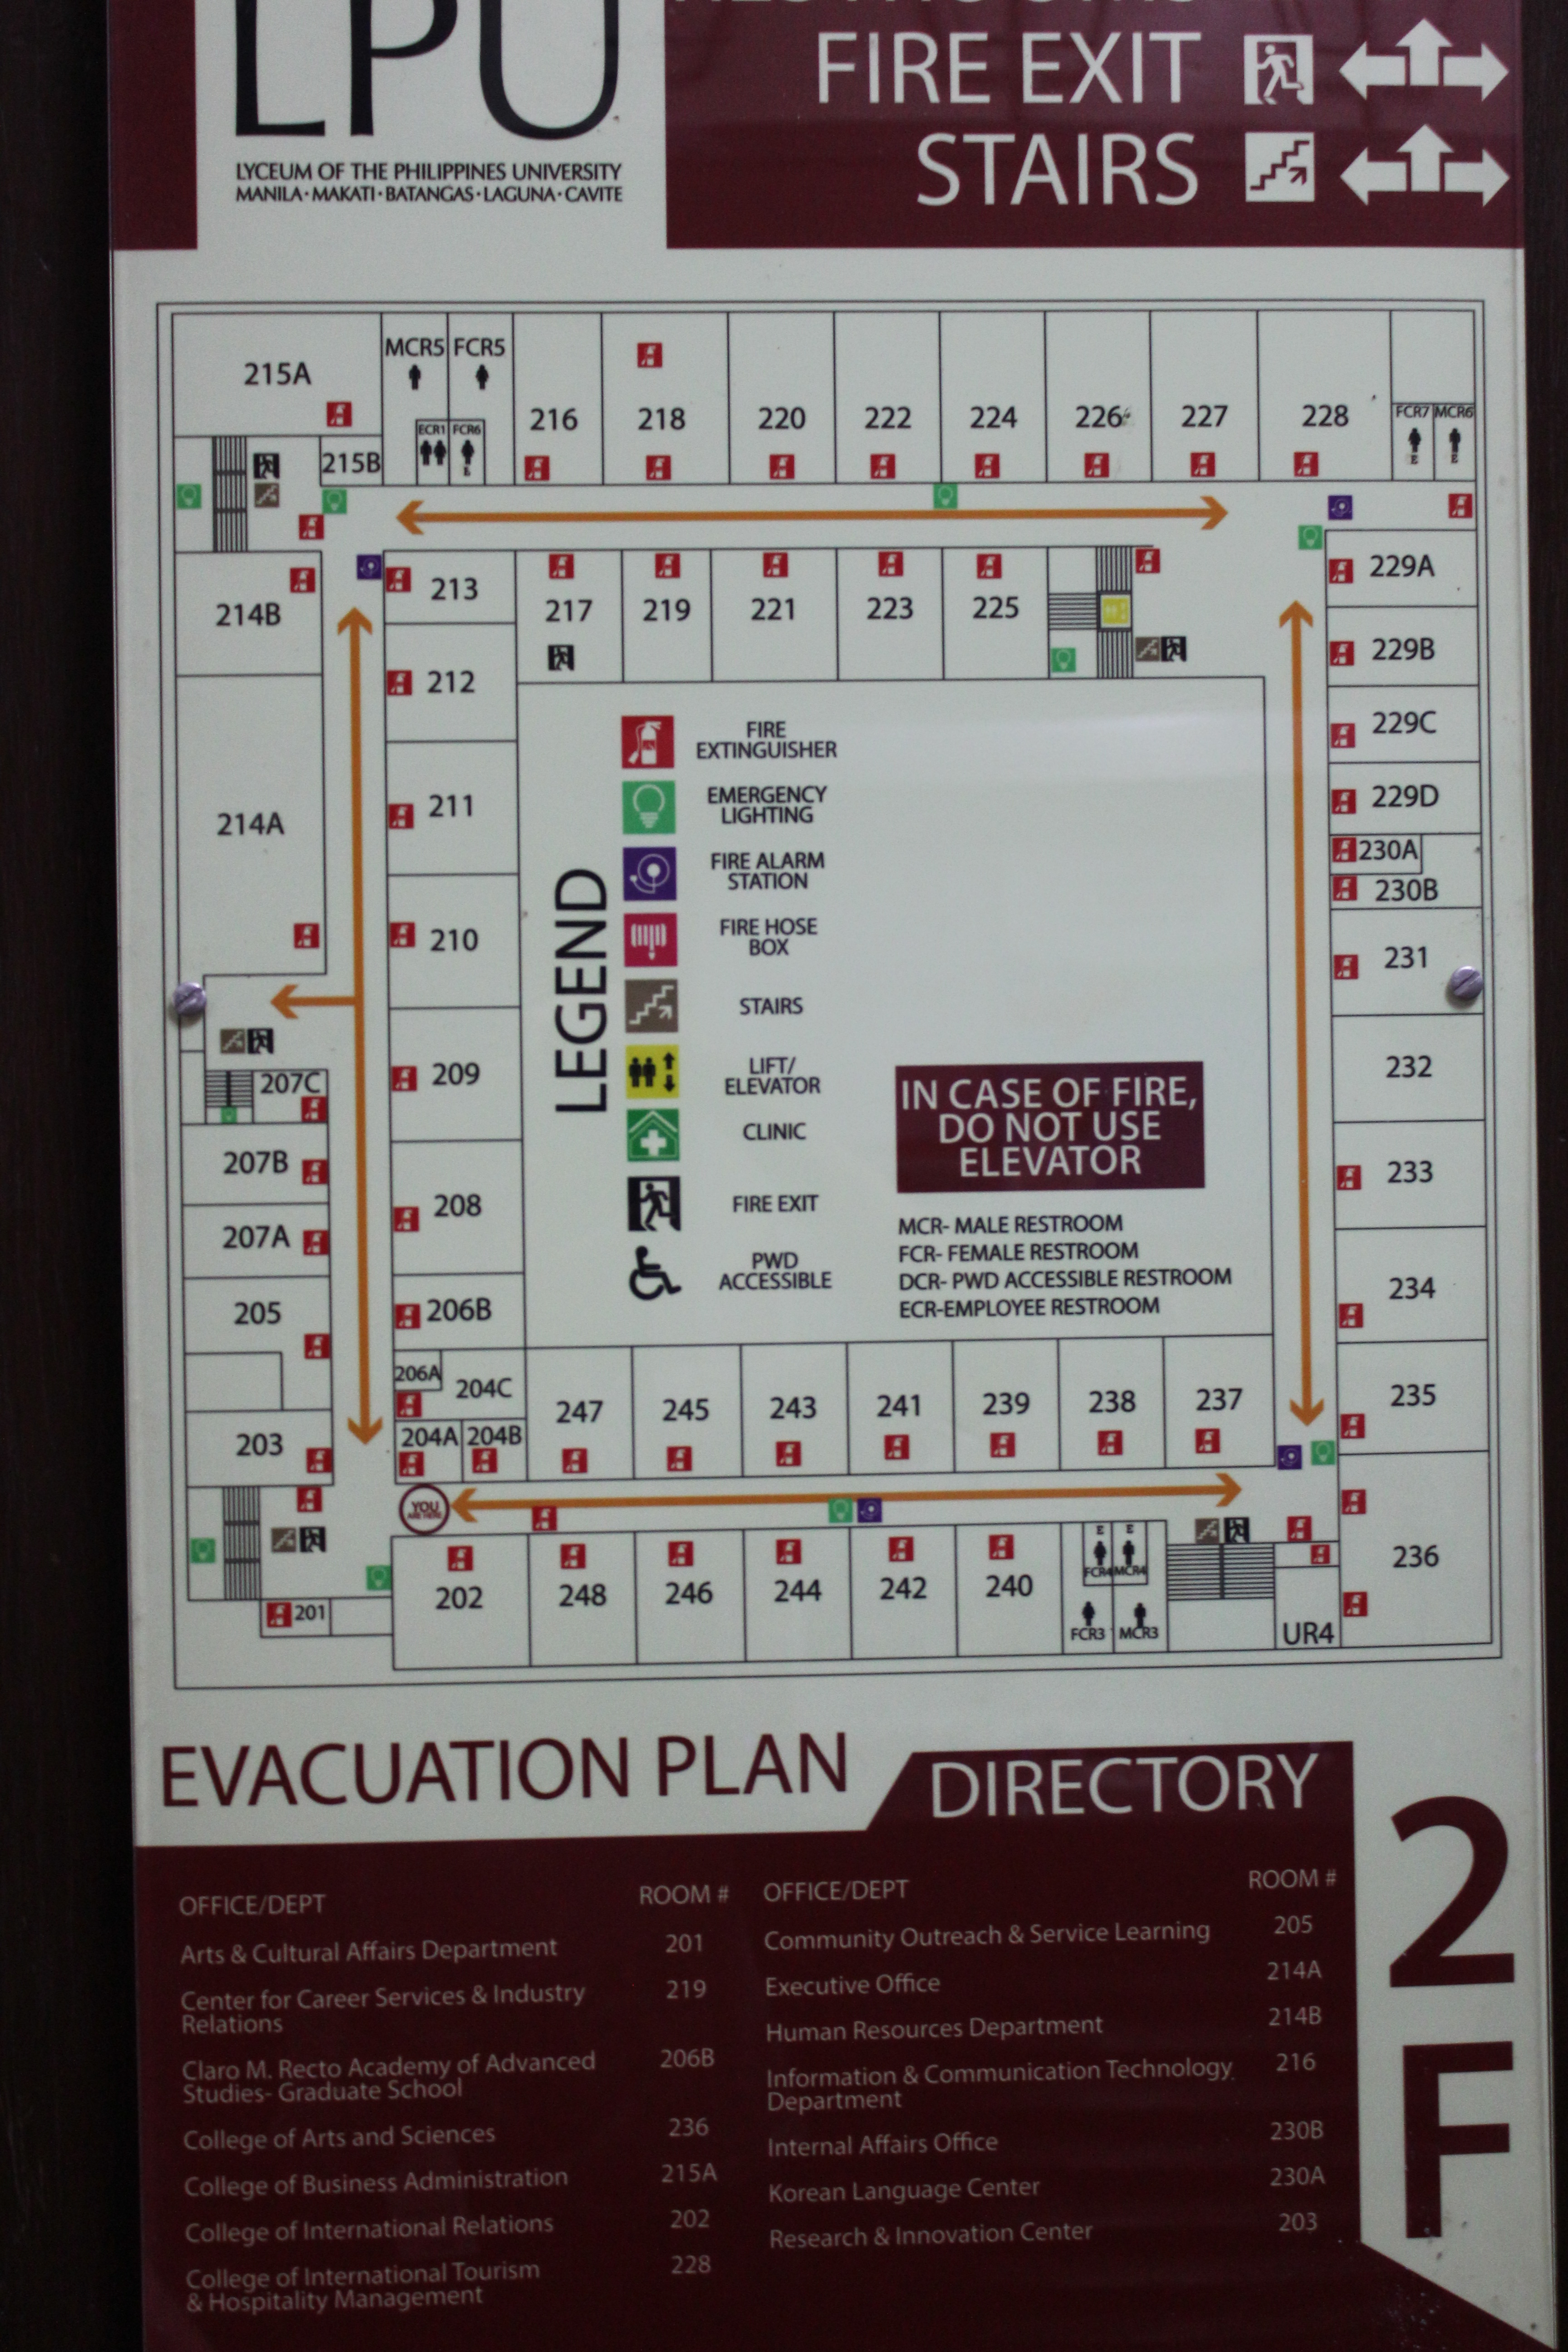 LPU
LYCEUM OF THE PHILIPPINES UNIVERSITY
MANILA · MAKATI · BATANGAS · LAGUNA · CAVITE
RESTROOMS
FIRE EXIT
STAIRS
215A
MCR5
FCR5
ECR1
FCR6
E
215B
216
218
220
222
224
226
227
228
FCR7
MCR6
E
E
214B
213
217
219
221
223
225
229A
212
229B
229C
214A
211
229D
230A
230B
210
231
209
207C
232
207B
208
233
207A
205
206B
234
206A
204C
203
204A
204B
247
245
243
241
239
238
237
235
YOU
ARE HERE
201
202
248
246
244
242
240
E
E
FCR4
MCR4
FCR3
MCR3
UR4
236
LEGEND
FIRE
EXTINGUISHER
EMERGENCY
LIGHTING
FIRE ALARM
STATION
FIRE HOSE
BOX
STAIRS
LIFT/
ELEVATOR
CLINIC
FIRE EXIT
PWD
ACCESSIBLE
IN CASE OF FIRE,
DO NOT USE
ELEVATOR
MCR- MALE RESTROOM
FCR- FEMALE RESTROOM
DCR- PWD ACCESSIBLE RESTROOM
ECR-EMPLOYEE RESTROOM
EVACUATION PLAN
DIRECTORY
2
F
OFFICE/DEPT ROOM #
Arts & Cultural Affairs Department 201
Center for Career Services & Industry 219
Relations
Claro M. Recto Academy of Advanced 206B
Studies- Graduate School
College of Arts and Sciences 236
College of Business Administration 215A
College of International Relations 202
College of International Tourism 228
& Hospitality Management
OFFICE/DEPT ROOM #
Community Outreach & Service Learning 205
Executive Office 214A
Human Resources Department 214B
Information & Communication Technology 216
Department
Internal Affairs Office 230B
Korean Language Center 230A
Research & Innovation Center 203